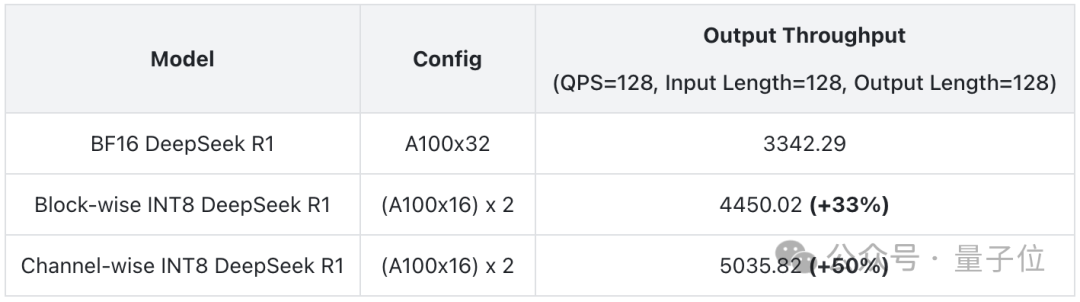 Model
Config
Output Throughput
(QPS=128, Input Length=128, Output Length=128)
BF16 DeepSeek R1
A100x32
3342.29
Block-wise INT8 DeepSeek R1
(A100x16) x 2
4450.02 (+33%)
Channel-wise INT8 DeepSeek R1
(A100x16) x 2
5035.82 (+50%)
公众号 · 量子位